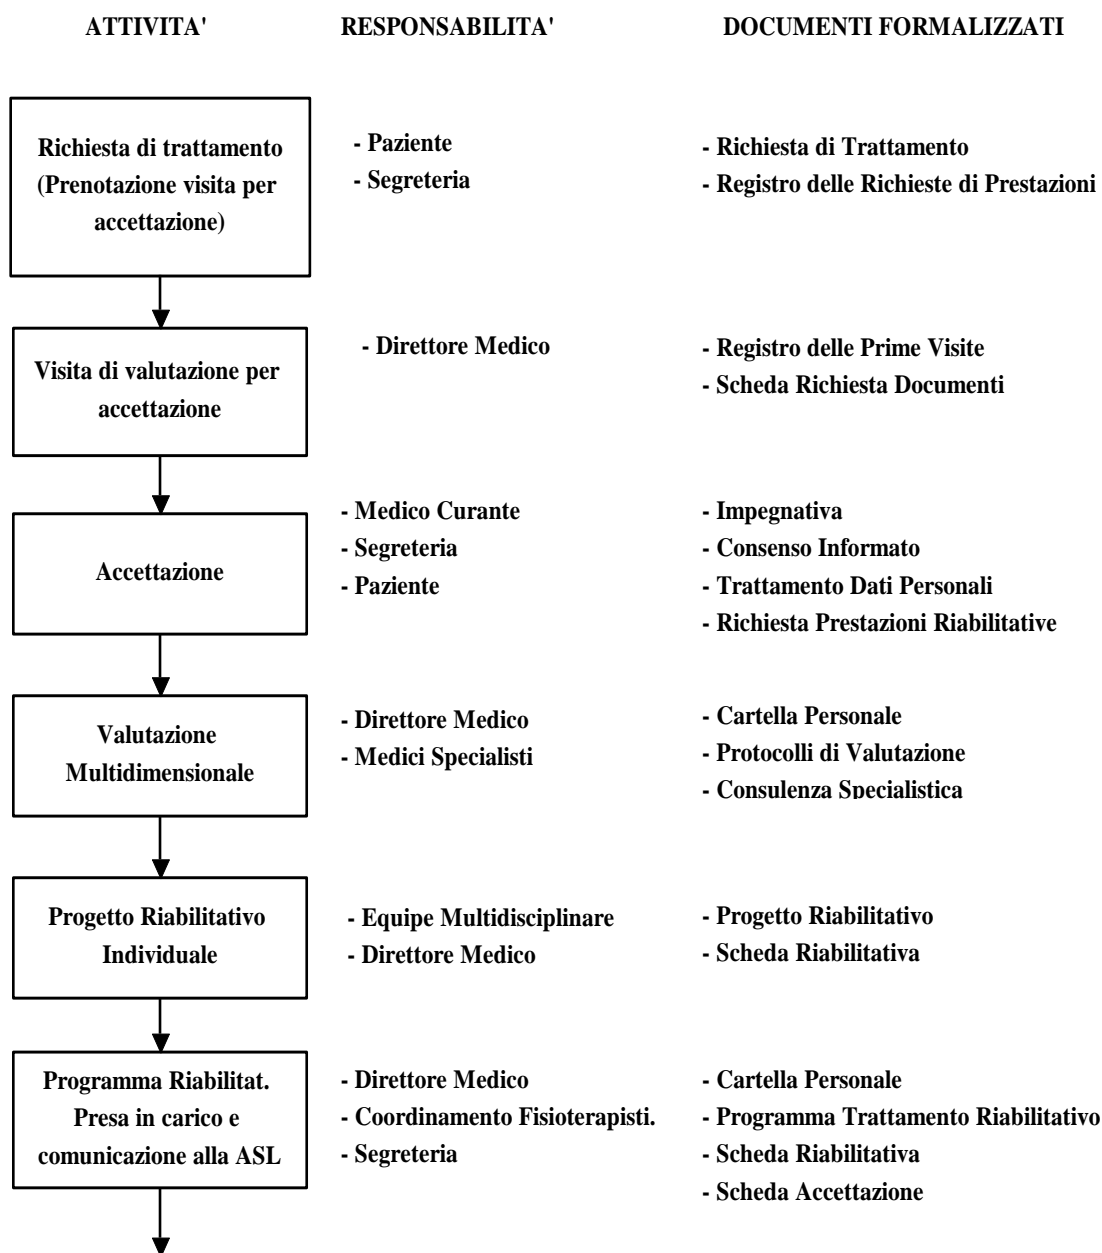 ATTIVITA' RESPONSABILITA' DOCUMENTI FORMALIZZATI
Richiesta di trattamento
(Prenotazione visita per
accettazione)
- Paziente
- Segreteria
- Richiesta di Trattamento
- Registro delle Richieste di Prestazioni
Visita di valutazione per
accettazione
- Direttore Medico
- Registro delle Prime Visite
- Scheda Richiesta Documenti
Accettazione
- Medico Curante
- Segreteria
- Paziente
- Impegnativa
- Consenso Informato
- Trattamento Dati Personali
- Richiesta Prestazioni Riabilitative
Valutazione
Multidimensionale
- Direttore Medico
- Medici Specialisti
- Cartella Personale
- Protocolli di Valutazione
- Consulenza Specialistica
Progetto Riabilitativo
Individuale
- Equipe Multidisciplinare
- Direttore Medico
- Progetto Riabilitativo
- Scheda Riabilitativa
Programma Riabilitat.
Presa in carico e
comunicazione alla ASL
- Direttore Medico
- Coordinamento Fisioterapisti.
- Segreteria
- Cartella Personale
- Programma Trattamento Riabilitativo
- Scheda Riabilitativa
- Scheda Accettazione